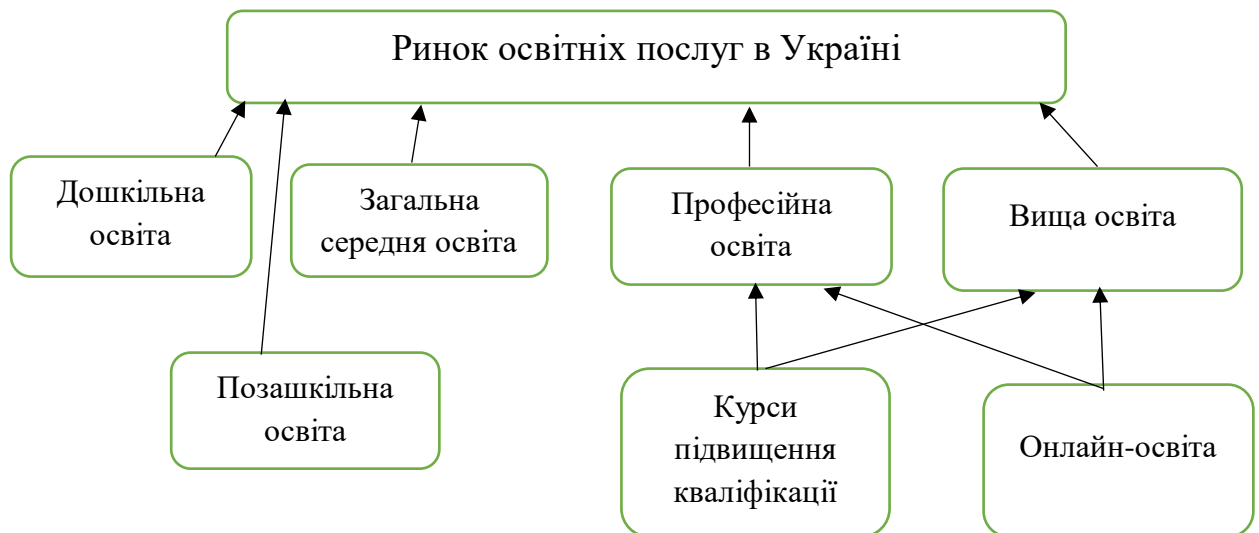 Ринок освітніх послуг в Україні
Дошкільна
освіта
Загальна
середня освіта
Професійна
освіта
Вища освіта
Позашкільна
освіта
Курси
підвищення
кваліфікації
Онлайн-освіта